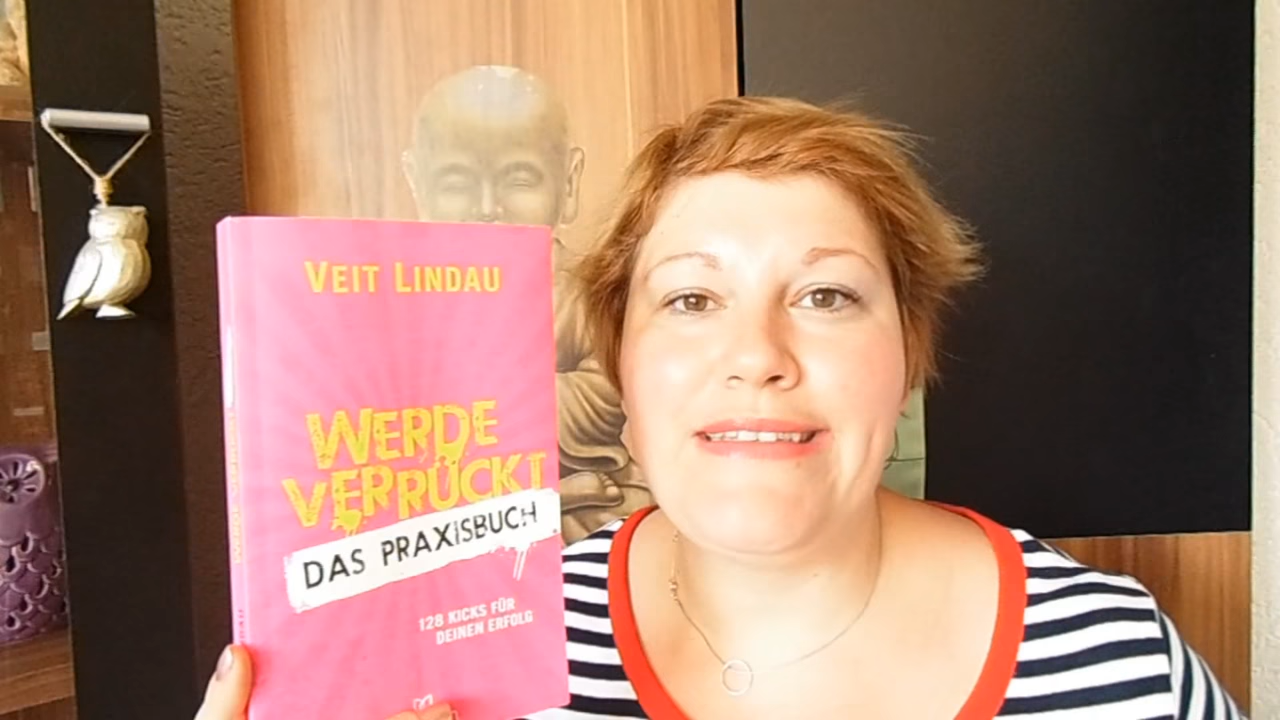 VEIT LINDAU
WERDE
VERRÜCKT
DAS PRAXISBUCH
128 KICKS FÜR
DEINEN ERFOLG